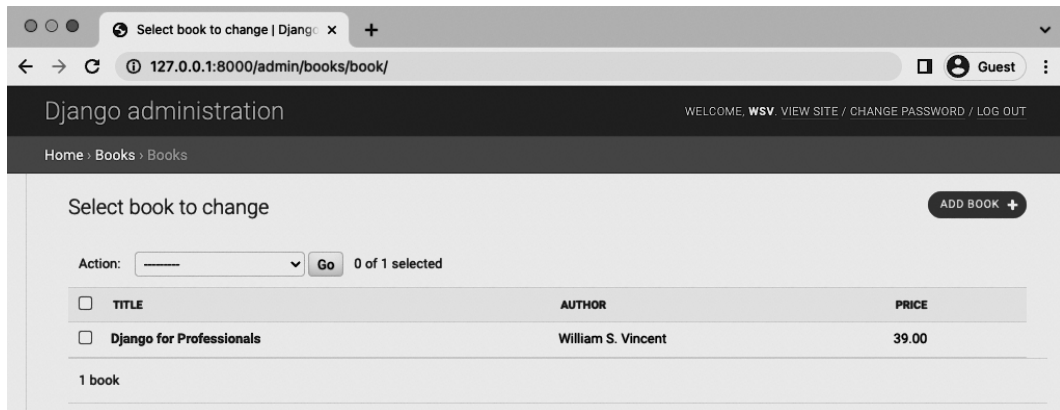 Select book to change | Django
127.0.0.1:8000/admin/books/book/
Guest
Django administration
WELCOME, WSV. VIEW SITE / CHANGE PASSWORD / LOG OUT
Home › Books › Books
Select book to change
ADD BOOK +
Action: --------- Go 0 of 1 selected
TITLE AUTHOR PRICE
Django for Professionals William S. Vincent 39.00
1 book